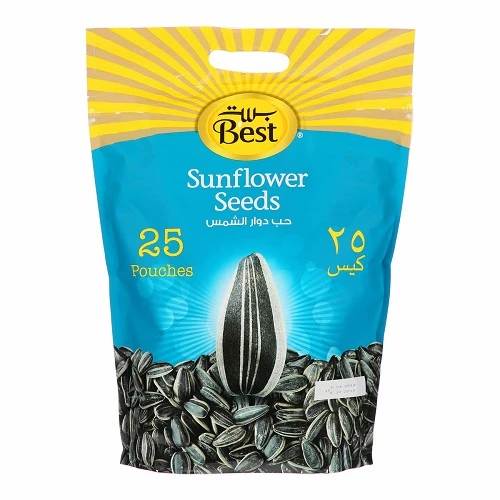 بست
Best
®
Sunflower
Seeds
حب دوار الشمس
25
Pouches
٢٥
كيس